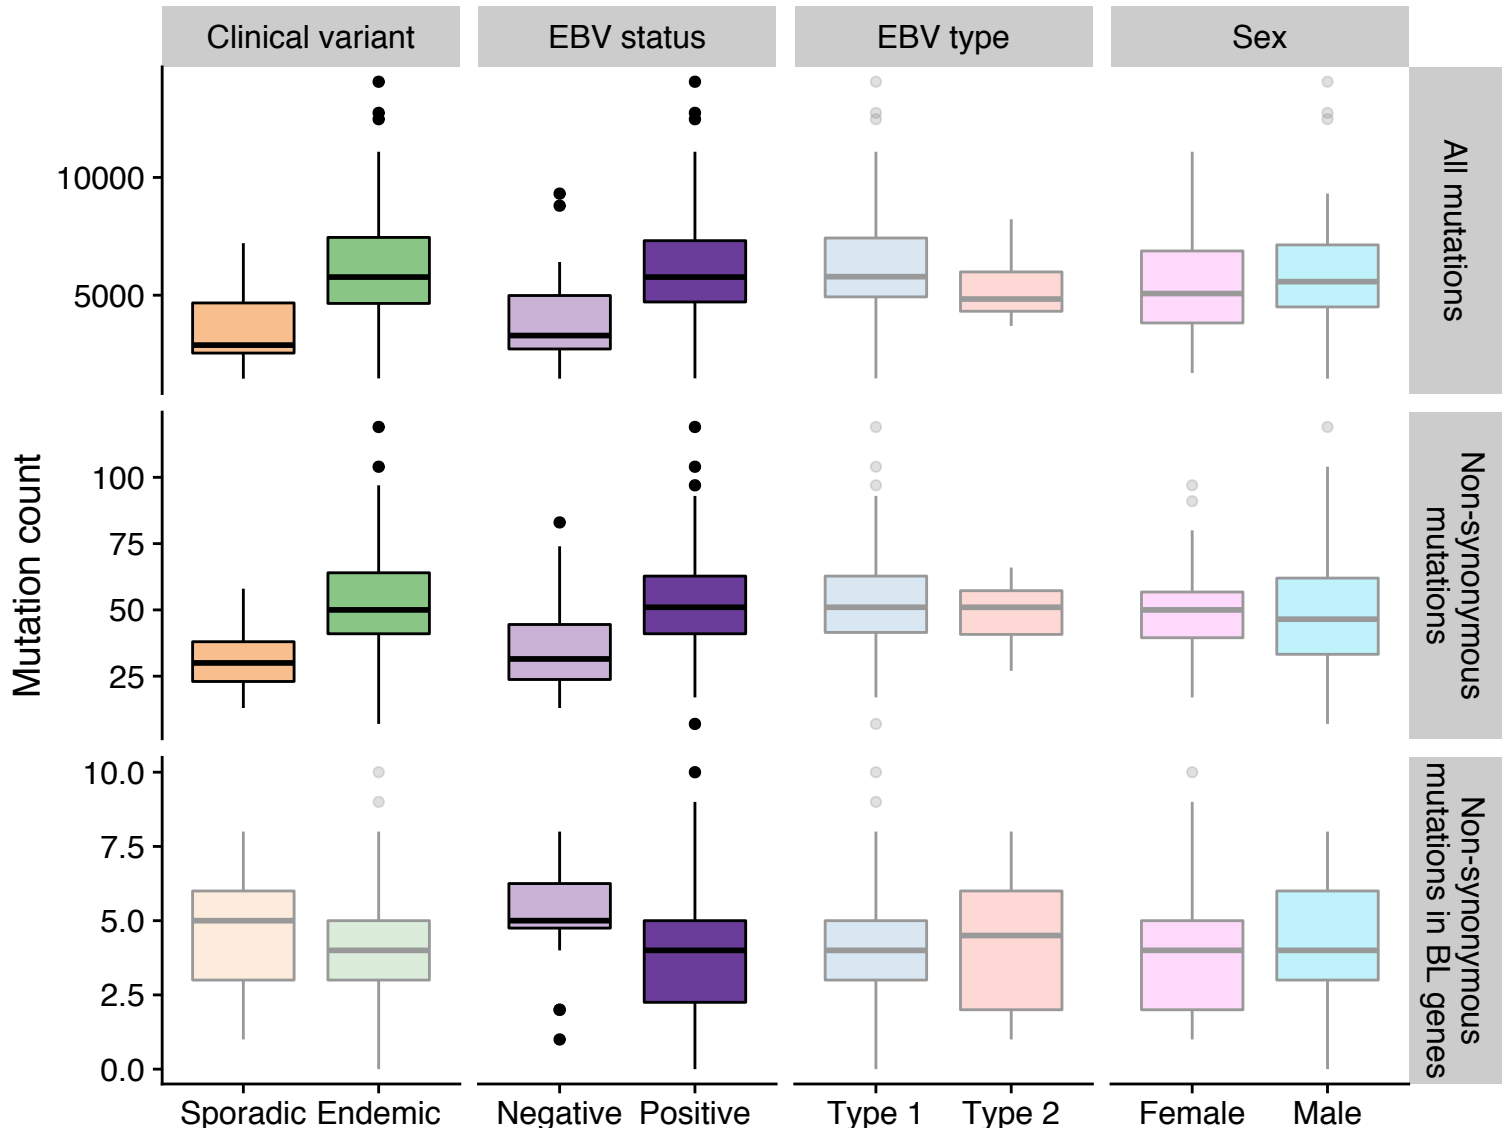 Clinical variant
EBV status
EBV type
Sex
Mutation count
10000
5000
All mutations
100
75
50
25
Non-synonymous
mutations
10.0
7.5
5.0
2.5
0.0
Non-synonymous
mutations in BL genes
Sporadic
Endemic
Negative
Positive
Type 1
Type 2
Female
Male